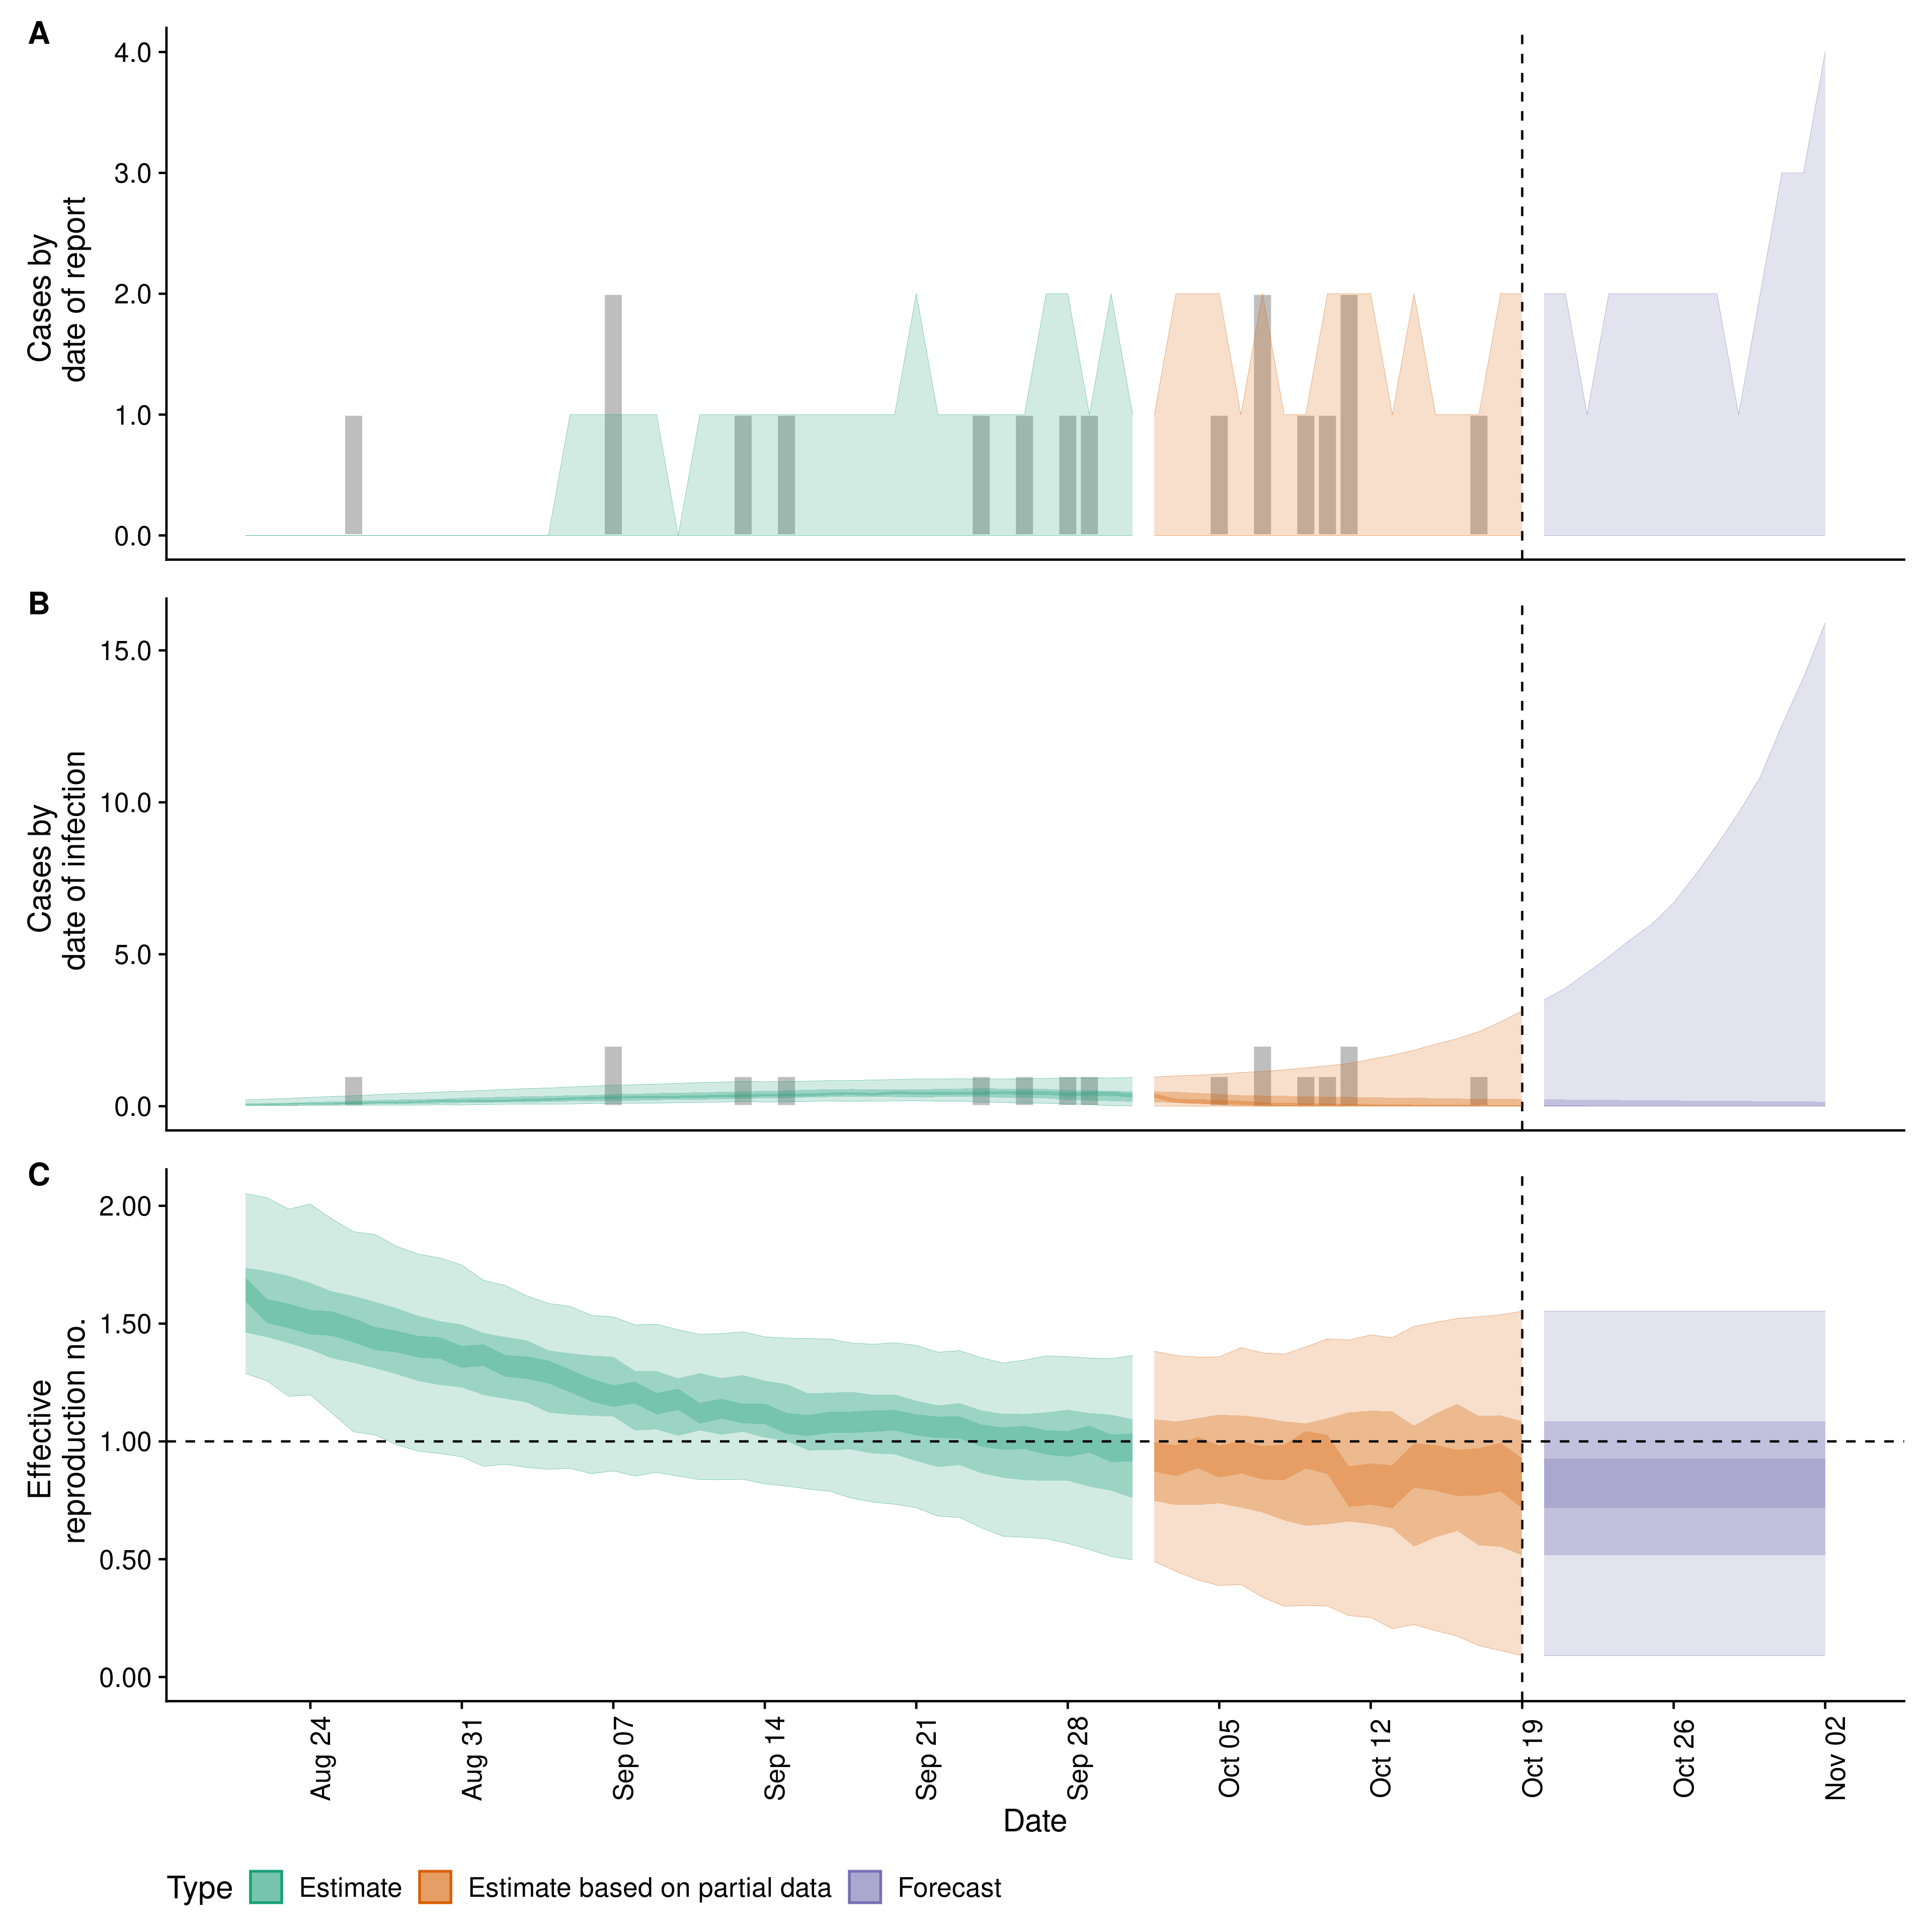 A
4.0
3.0
2.0
1.0
0.0
Cases by
date of report
B
15.0
10.0
5.0
0.0
Cases by
date of infection
C
2.00
1.50
1.00
0.50
0.00
Effective
reproduction no.
Aug 24
Aug 31
Sep 07
Sep 14
Sep 21
Sep 28
Oct 05
Oct 12
Oct 19
Oct 26
Nov 02
Date
Type
Estimate
Estimate based on partial data
Forecast